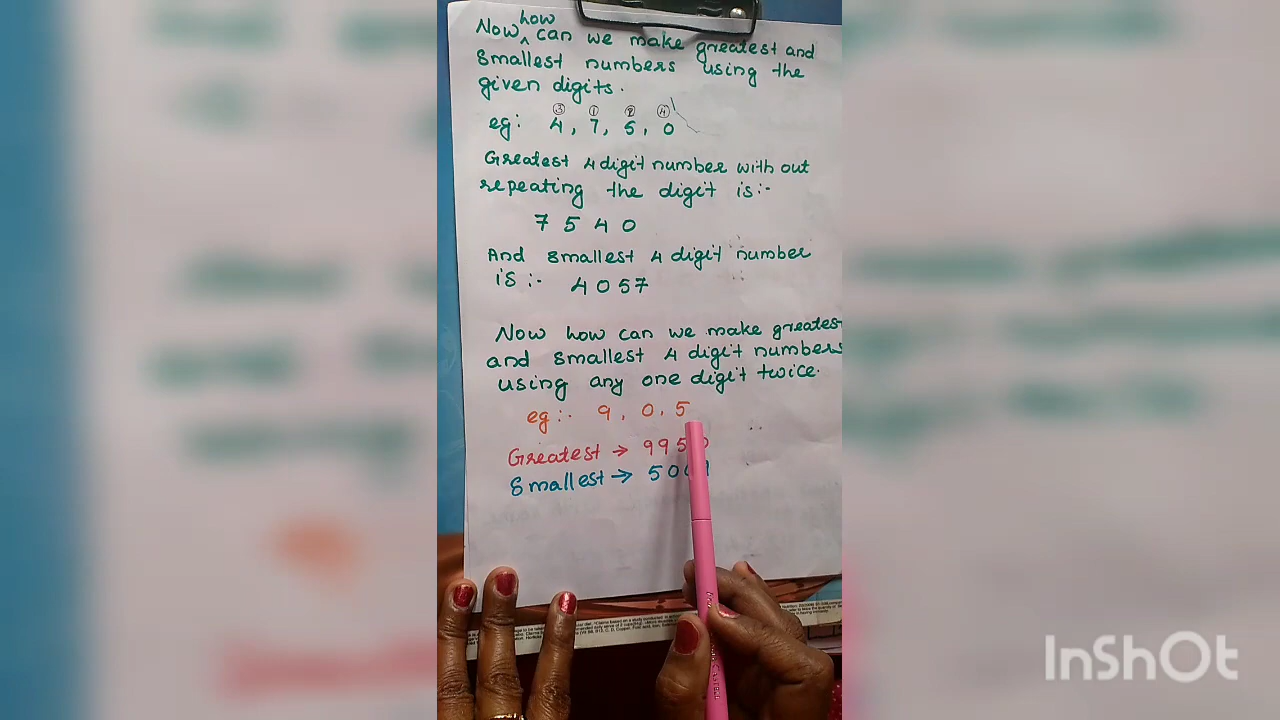 how
Now ^ can we make greatest and
smallest numbers using the
given digits.
③ ① ② ④
eg: 4, 7, 5, 0
Greatest 4 digit number with out
repeating the digit is:-
7 5 4 0
And smallest 4 digit number
is :- 4 0 5 7
Now how can we make greatest
and smallest 4 digit numbers
using any one digit twice.
eg :- 9, 0, 5
Greatest → 995
Smallest → 50
InShOt